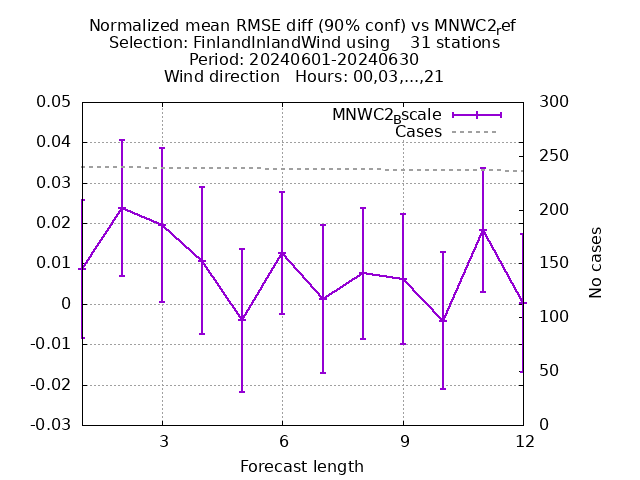 Normalized mean RMSE diff (90% conf) vs MNWC2ref
Selection: FinlandInlandWind using 31 stations
Period: 20240601-20240630
Wind direction Hours: 00,03,...,21
0.05
0.04
0.03
0.02
0.01
0
-0.01
-0.02
-0.03
MNWC2Bscale
Cases
300
250
200
150
100
50
0
No cases
3
6
9
12
Forecast length